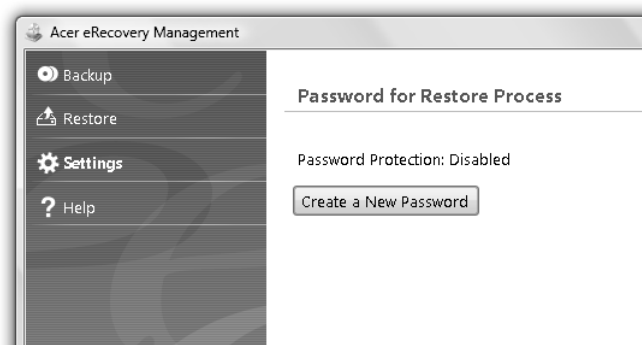 Acer eRecovery Management
Backup
Restore
Settings
Help
Password for Restore Process
Password Protection: Disabled
Create a New Password